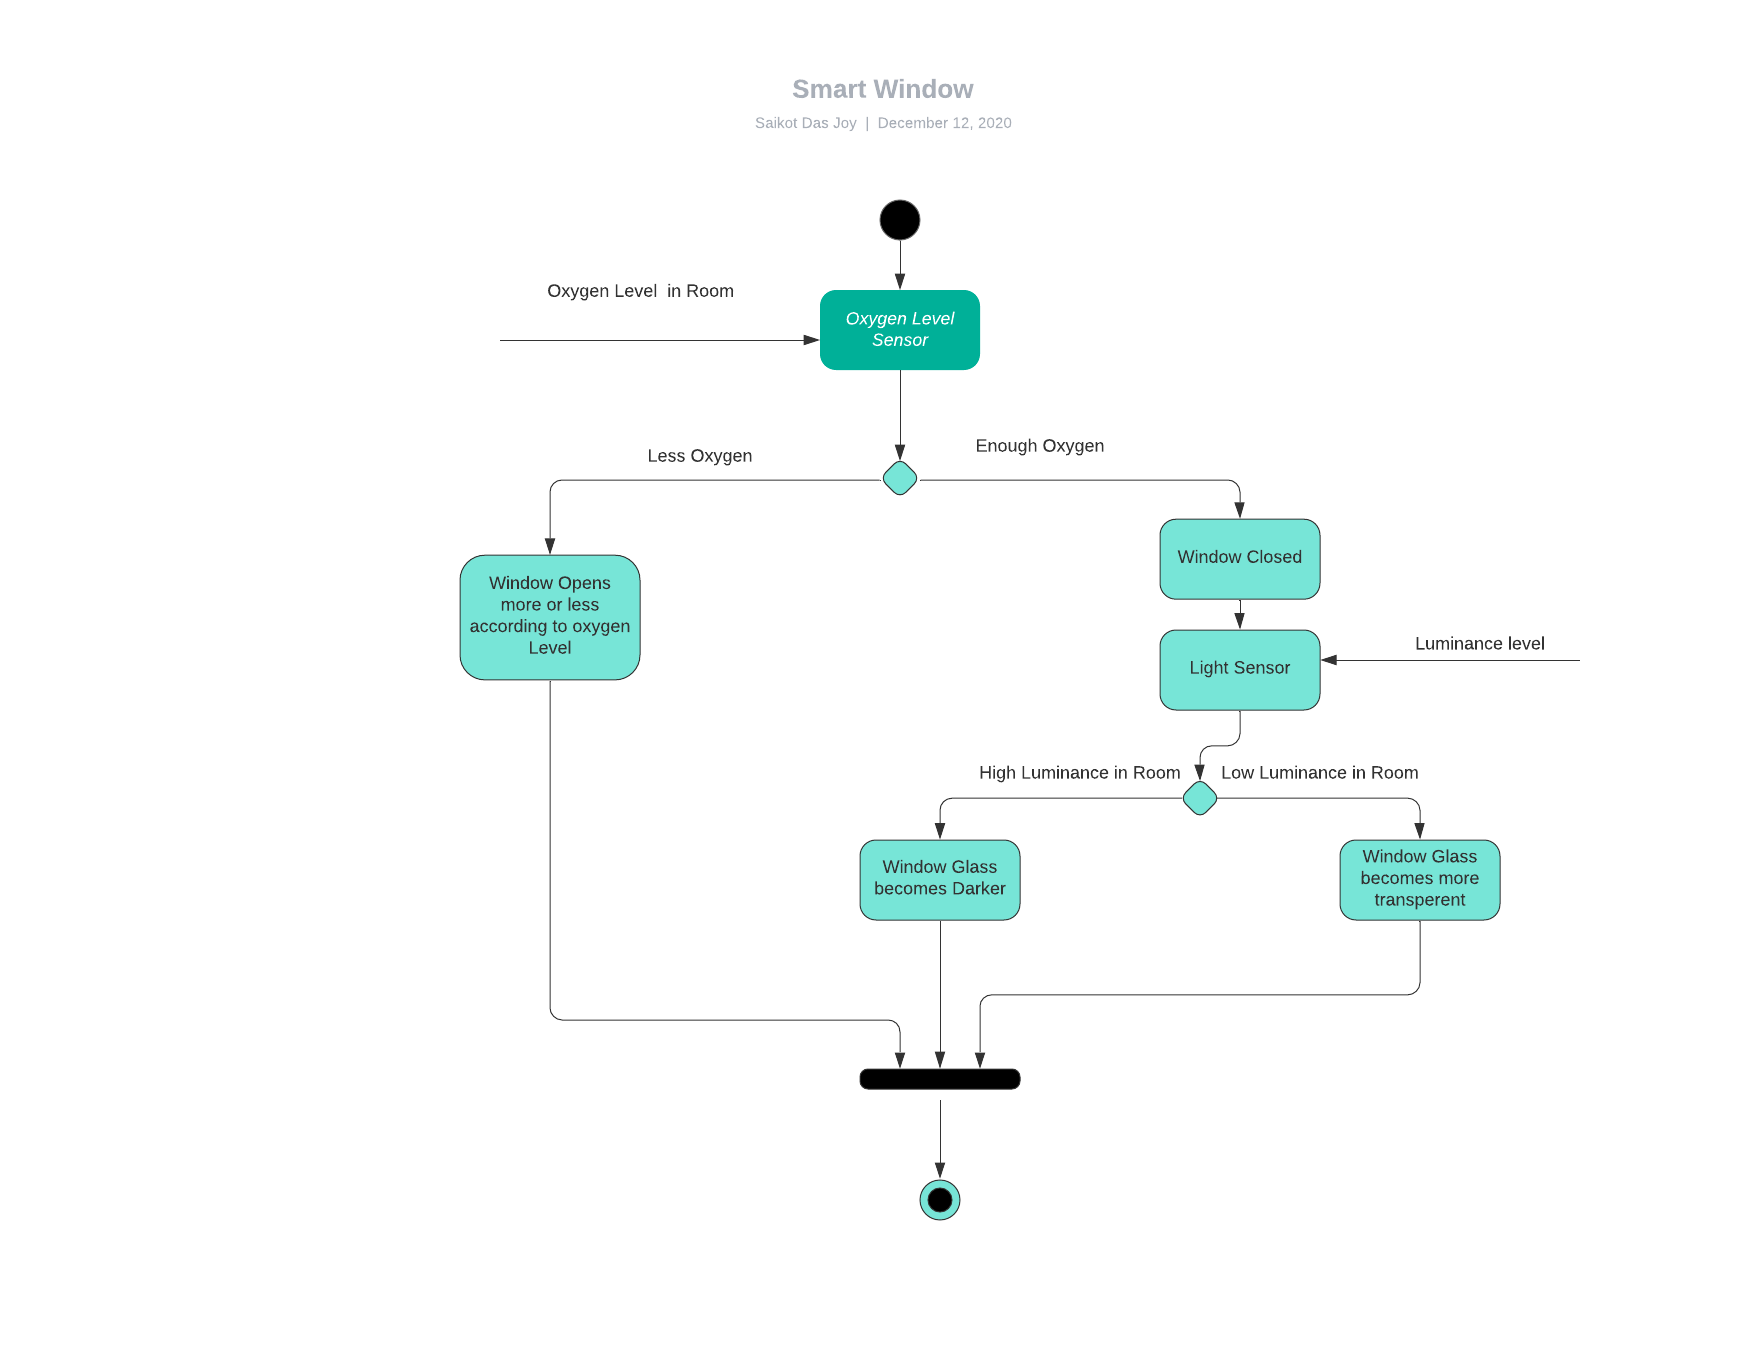 Smart Window
Saikot Das Joy | December 12, 2020
Oxygen Level in Room
Oxygen Level
Sensor
Less Oxygen
Enough Oxygen
Window Opens
more or less
according to oxygen
Level
Window Closed
Light Sensor
Luminance level
High Luminance in Room
Low Luminance in Room
Window Glass
becomes Darker
Window Glass
becomes more
transperent